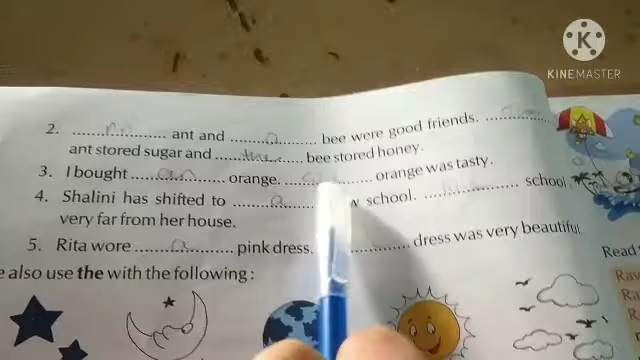 KINEMASTER
2. .................. ant and ......a............ bee were good friends. ..................
ant stored sugar and .................. bee stored honey.
3. I bought ......an............ orange. .................. orange was tasty.
4. Shalini has shifted to ......a............ w school. .................. school,
very far from her house.
5. Rita wore ......a............ pink dress. .................. dress was very beautiful
e also use the with the following :
Read
Rav
Ra
R